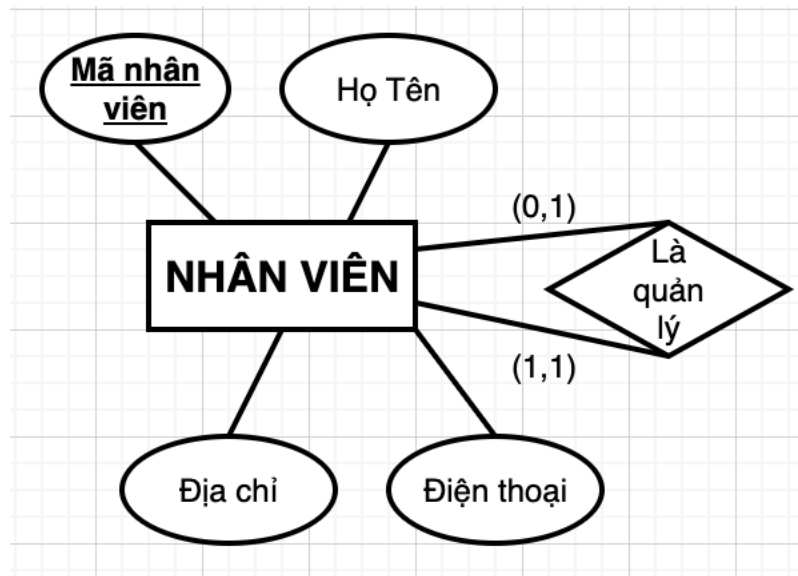 Mã nhân
viên
Họ Tên
(0,1)
NHÂN VIÊN
Là
quản
lý
(1,1)
Địa chỉ
Điện thoại